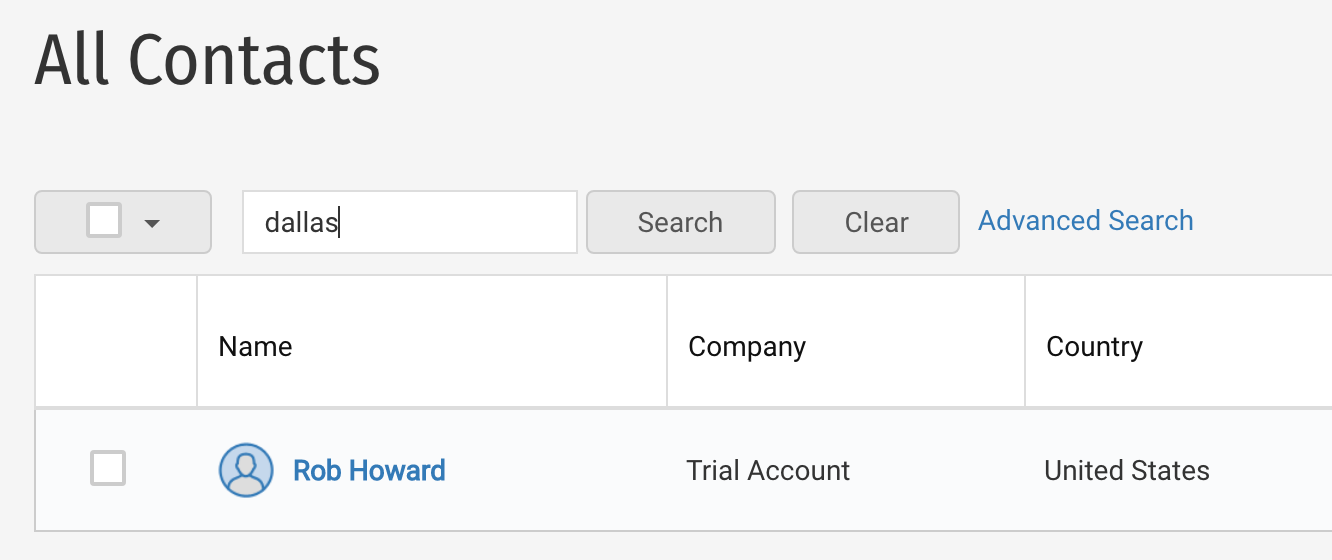 All Contacts
dallas Search Clear Advanced Search
Name Company Country
Rob Howard Trial Account United States